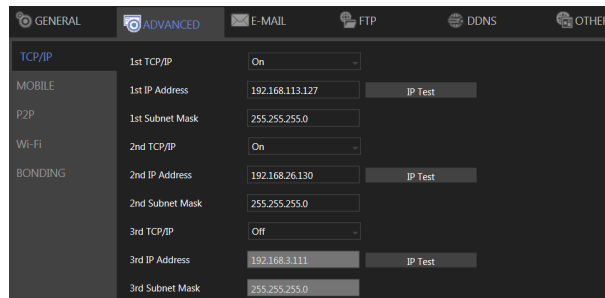 GENERAL ADVANCED E-MAIL FTP DDNS OTHER
TCP/IP
MOBILE
P2P
Wi-Fi
BONDING
1st TCP/IP On
1st IP Address 192.168.113.127 IP Test
1st Subnet Mask 255.255.255.0
2nd TCP/IP On
2nd IP Address 192.168.26.130 IP Test
2nd Subnet Mask 255.255.255.0
3rd TCP/IP Off
3rd IP Address 192.168.3.111 IP Test
3rd Subnet Mask 255.255.255.0